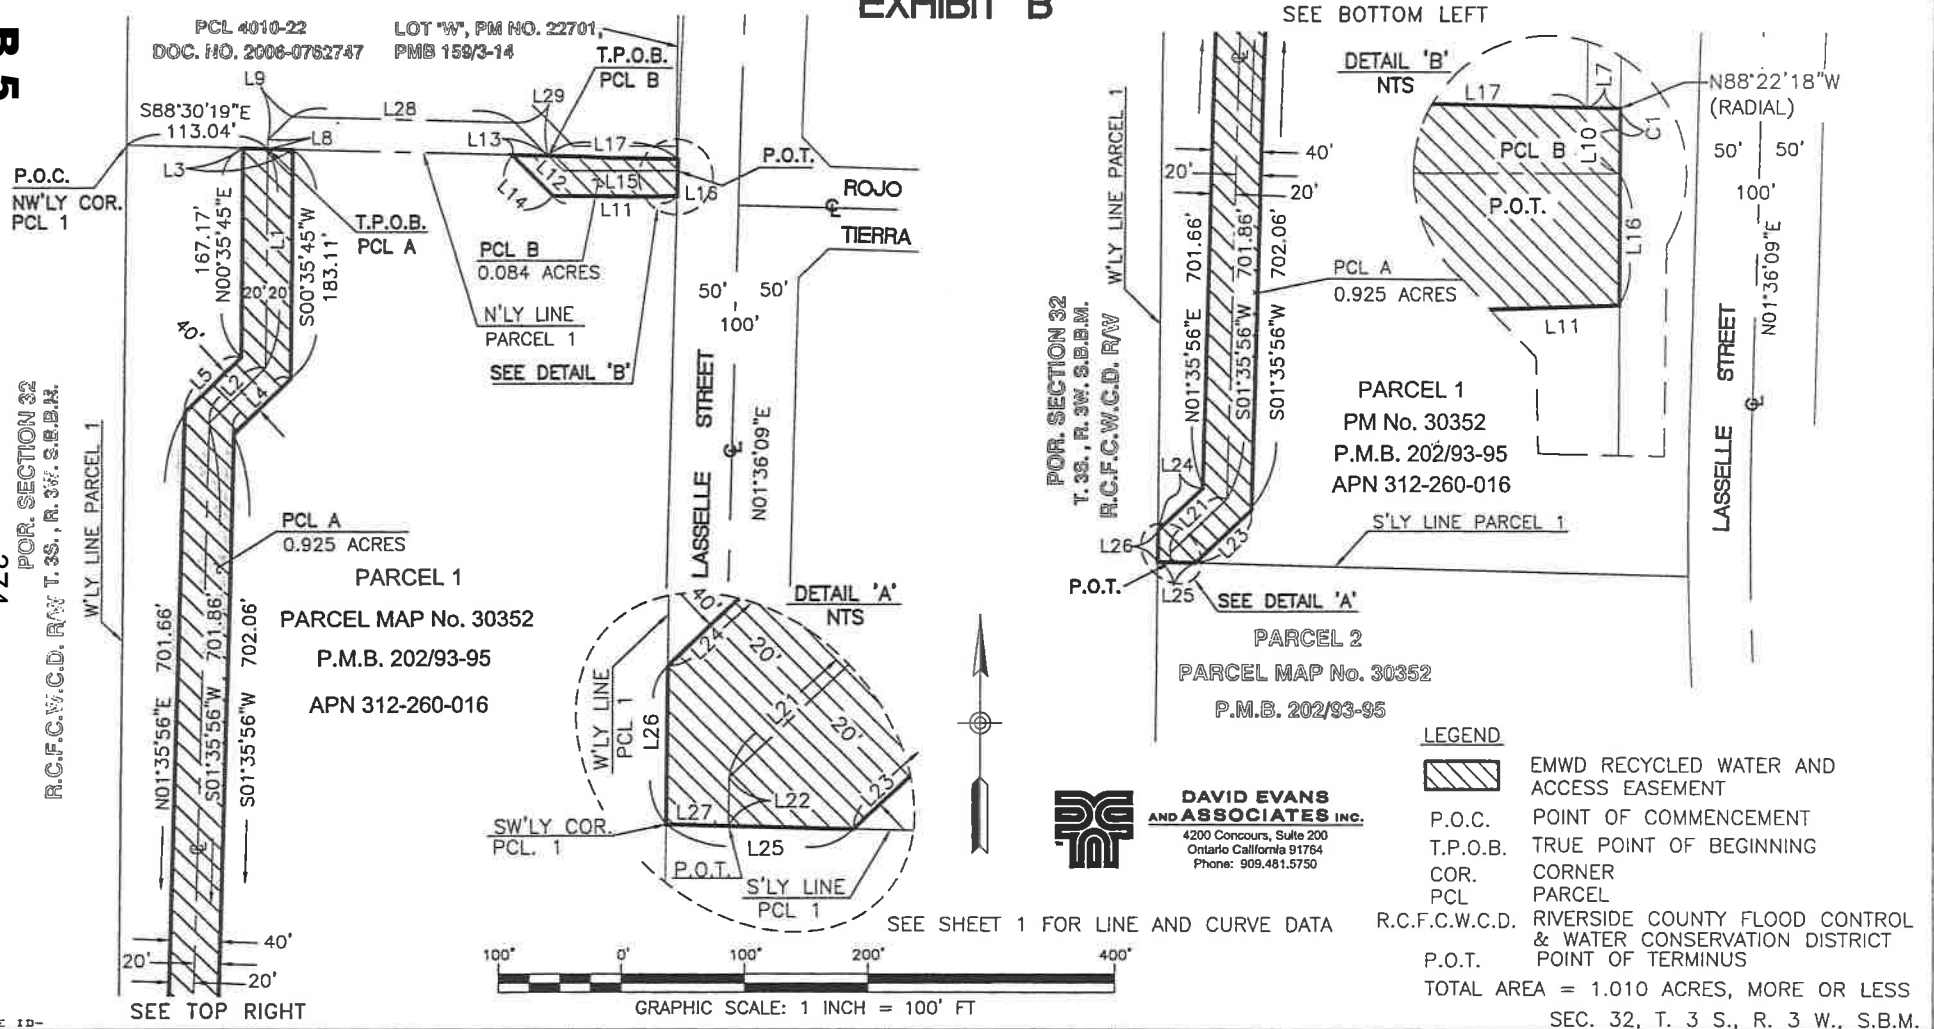 EXHIBIT "B"
B 5
PCL 4010-22
DOC. NO. 2006-0762747
LOT "W", PM NO. 22701,
PMB 159/3-14
T.P.O.B.
PCL B
L9
L28
L29
S88°30'19"E
113.04'
L8
L3
L13
L17
P.O.T.
P.O.C.
NW'LY COR.
PCL 1
L12
L15
L14
L11
L16
ROJO
℄
TIERRA
T.P.O.B.
PCL A
N00°35'45"E
167.17'
L1
S00°35'45"W
183.11'
20' 20'
PCL B
0.084 ACRES
N'LY LINE
PARCEL 1
SEE DETAIL 'B'
50' 50'
100'
40'
L5
L2
L4
LASSELLE STREET
℄
N01°36'09"E
POR. SECTION 32
T. 3S., R. 3W. S.B.B.M.
R.C.F.C.W.C.D. R/W
W'LY LINE PARCEL 1
PCL A
0.925 ACRES
PARCEL 1
PARCEL MAP No. 30352
P.M.B. 202/93-95
APN 312-260-016
N01°35'56"E 701.66'
S01°35'56"W 701.86'
S01°35'56"W 702.06'
℄
40'
20'
20'
SEE TOP RIGHT
DETAIL 'A'
NTS
40'
L24
20'
L21
20'
W'LY LINE
PCL 1
L26
L23
L22
L27
SW'LY COR.
PCL. 1
L25
P.O.T.
S'LY LINE
PCL 1
SEE BOTTOM LEFT
℄
DETAIL 'B'
NTS
L17
L7
N88°22'18"W
(RADIAL)
C1
L10
PCL B
P.O.T.
L16
L11
50' 50'
100'
N01°36'09"E
LASSELLE STREET
℄
W'LY LINE PARCEL 1
40'
20'
20'
N01°35'56"E 701.66'
S01°35'56"W 701.86'
S01°35'56"W 702.06'
PCL A
0.925 ACRES
POR. SECTION 32
T. 3S., R. 3W. S.B.B.M.
R.C.F.C.W.C.D. R/W
PARCEL 1
PM No. 30352
P.M.B. 202/93-95
APN 312-260-016
L24
L21
L23
L26
P.O.T.
L25
S'LY LINE PARCEL 1
SEE DETAIL 'A'
PARCEL 2
PARCEL MAP No. 30352
P.M.B. 202/93-95
DAVID EVANS
AND ASSOCIATES INC.
4200 Concours, Suite 200
Ontario California 91764
Phone: 909.481.5750
LEGEND
EMWD RECYCLED WATER AND
ACCESS EASEMENT
P.O.C. POINT OF COMMENCEMENT
T.P.O.B. TRUE POINT OF BEGINNING
COR. CORNER
PCL PARCEL
R.C.F.C.W.C.D. RIVERSIDE COUNTY FLOOD CONTROL
& WATER CONSERVATION DISTRICT
P.O.T. POINT OF TERMINUS
TOTAL AREA = 1.010 ACRES, MORE OR LESS
SEC. 32, T. 3 S., R. 3 W., S.B.M.
SEE SHEET 1 FOR LINE AND CURVE DATA
100' 0' 100' 200' 400'
GRAPHIC SCALE: 1 INCH = 100' FT